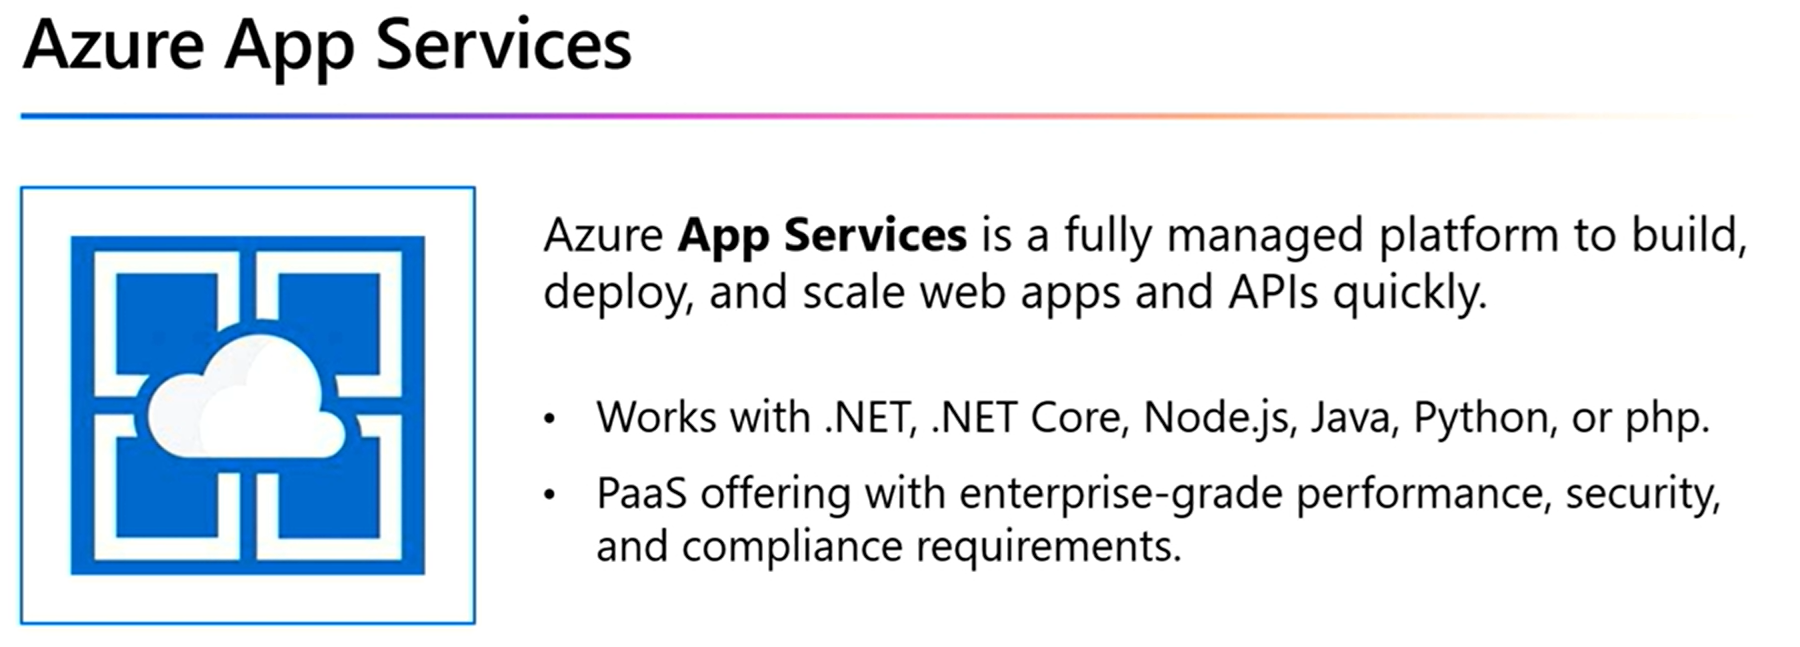 Azure App Services
Azure App Services is a fully managed platform to build,
deploy, and scale web apps and APIs quickly.
• Works with .NET, .NET Core, Node.js, Java, Python, or php.
• PaaS offering with enterprise-grade performance, security,
and compliance requirements.